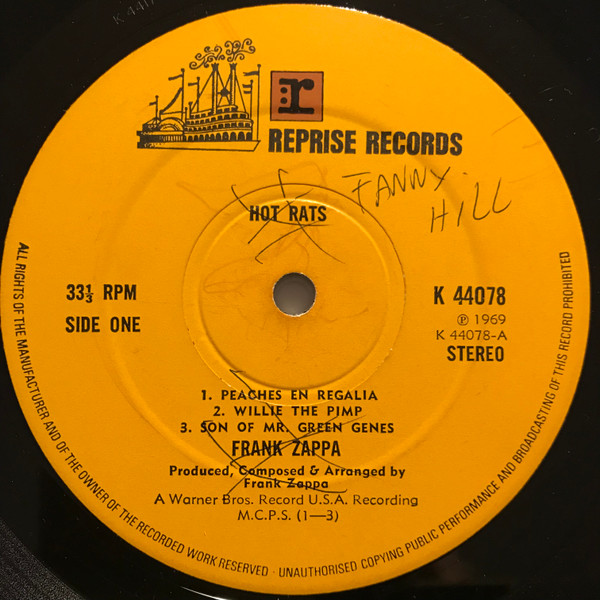 r
REPRISE RECORDS
FANNY.
HILL
HOT RATS
33⅓ RPM
SIDE ONE
K 44078
℗ 1969
K 44078-A
STEREO
1. PEACHES EN REGALIA
2. WILLIE THE PIMP
3. SON OF MR. GREEN GENES
FRANK ZAPPA
Produced, Composed & Arranged by
Frank Zappa
A Warner Bros. Record U.S.A. Recording
M.C.P.S. (1—3)
ALL RIGHTS OF THE MANUFACTURER AND OF THE OWNER OF THE RECORDED WORK RESERVED · UNAUTHORISED COPYING PUBLIC PERFORMANCE AND BROADCASTING OF THIS RECORD PROHIBITED